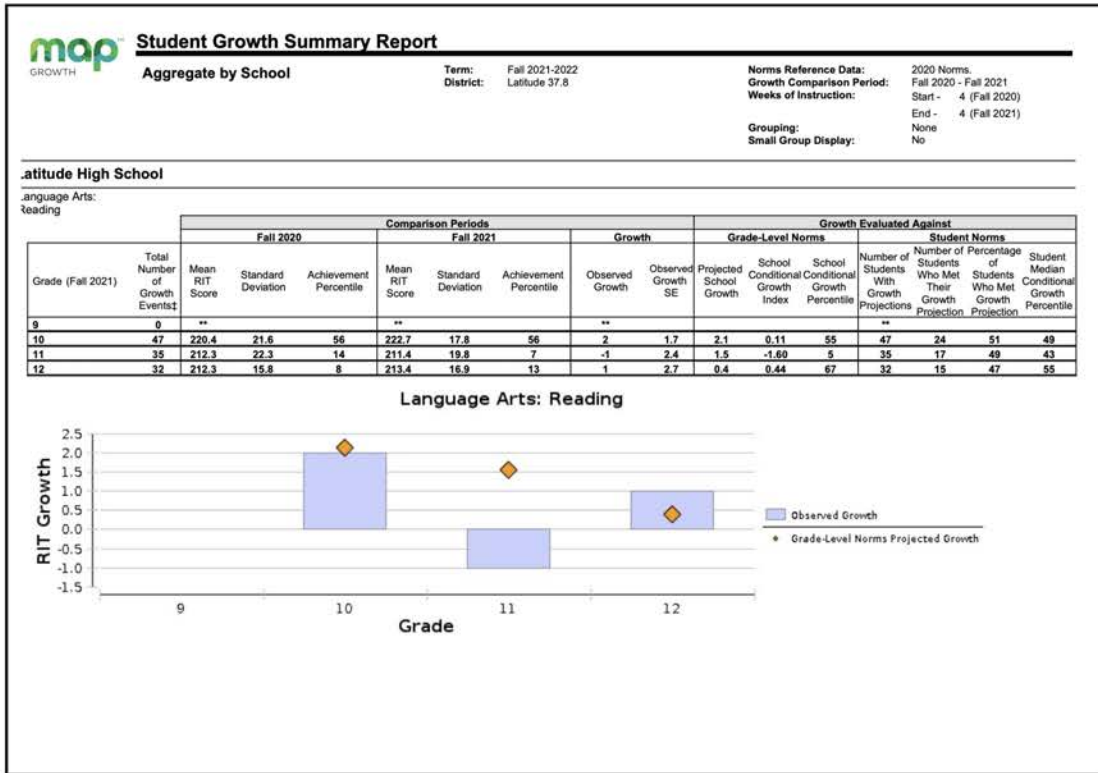 map
GROWTH
Student Growth Summary Report
Aggregate by School
Term: Fall 2021-2022
District: Latitude 37.8
Norms Reference Data: 2020 Norms.
Growth Comparison Period: Fall 2020 - Fall 2021
Weeks of Instruction: Start - 4 (Fall 2020)
End - 4 (Fall 2021)
Grouping: None
Small Group Display: No
.atitude High School
Language Arts:
Reading
Comparison Periods Growth Evaluated Against
Fall 2020 Fall 2021 Growth Grade-Level Norms Student Norms
Grade (Fall 2021) Total Number of Growth Events‡ Mean RIT Score Standard Deviation Achievement Percentile Mean RIT Score Standard Deviation Achievement Percentile Observed Growth Observed Growth SE Projected School Growth School Conditional Growth Index School Conditional Growth Percentile Number of Students With Growth Projections Number of Students Who Met Their Growth Projection Percentage of Students Who Met Growth Projection Student Median Conditional Growth Percentile
9 0 ** ** ** **
10 47 220.4 21.6 56 222.7 17.8 56 2 1.7 2.1 0.11 55 47 24 51 49
11 35 212.3 22.3 14 211.4 19.8 7 -1 2.4 1.5 -1.60 5 35 17 49 43
12 32 212.3 15.8 8 213.4 16.9 13 1 2.7 0.4 0.44 67 32 15 47 55
Language Arts: Reading
RIT Growth
2.5
2.0
1.5
1.0
0.5
0.0
-0.5
-1.0
-1.5
9 10 11 12
Grade
Observed Growth
Grade-Level Norms Projected Growth